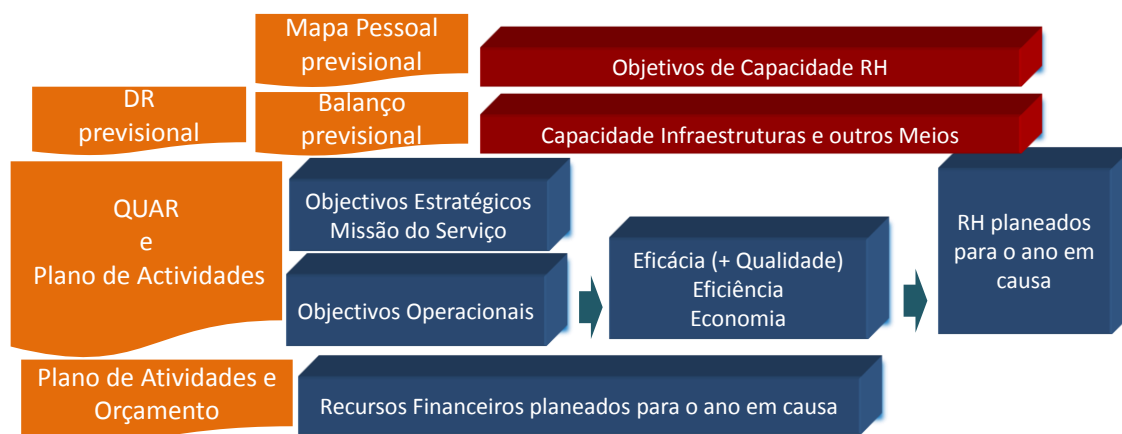 Mapa Pessoal
previsional
Objetivos de Capacidade RH
DR
previsional
Balanço
previsional
Capacidade Infraestruturas e outros Meios
QUAR
e
Plano de Actividades
Objectivos Estratégicos
Missão do Serviço
Objectivos Operacionais
Eficácia (+ Qualidade)
Eficiência
Economia
RH planeados
para o ano em
causa
Plano de Atividades e
Orçamento
Recursos Financeiros planeados para o ano em causa